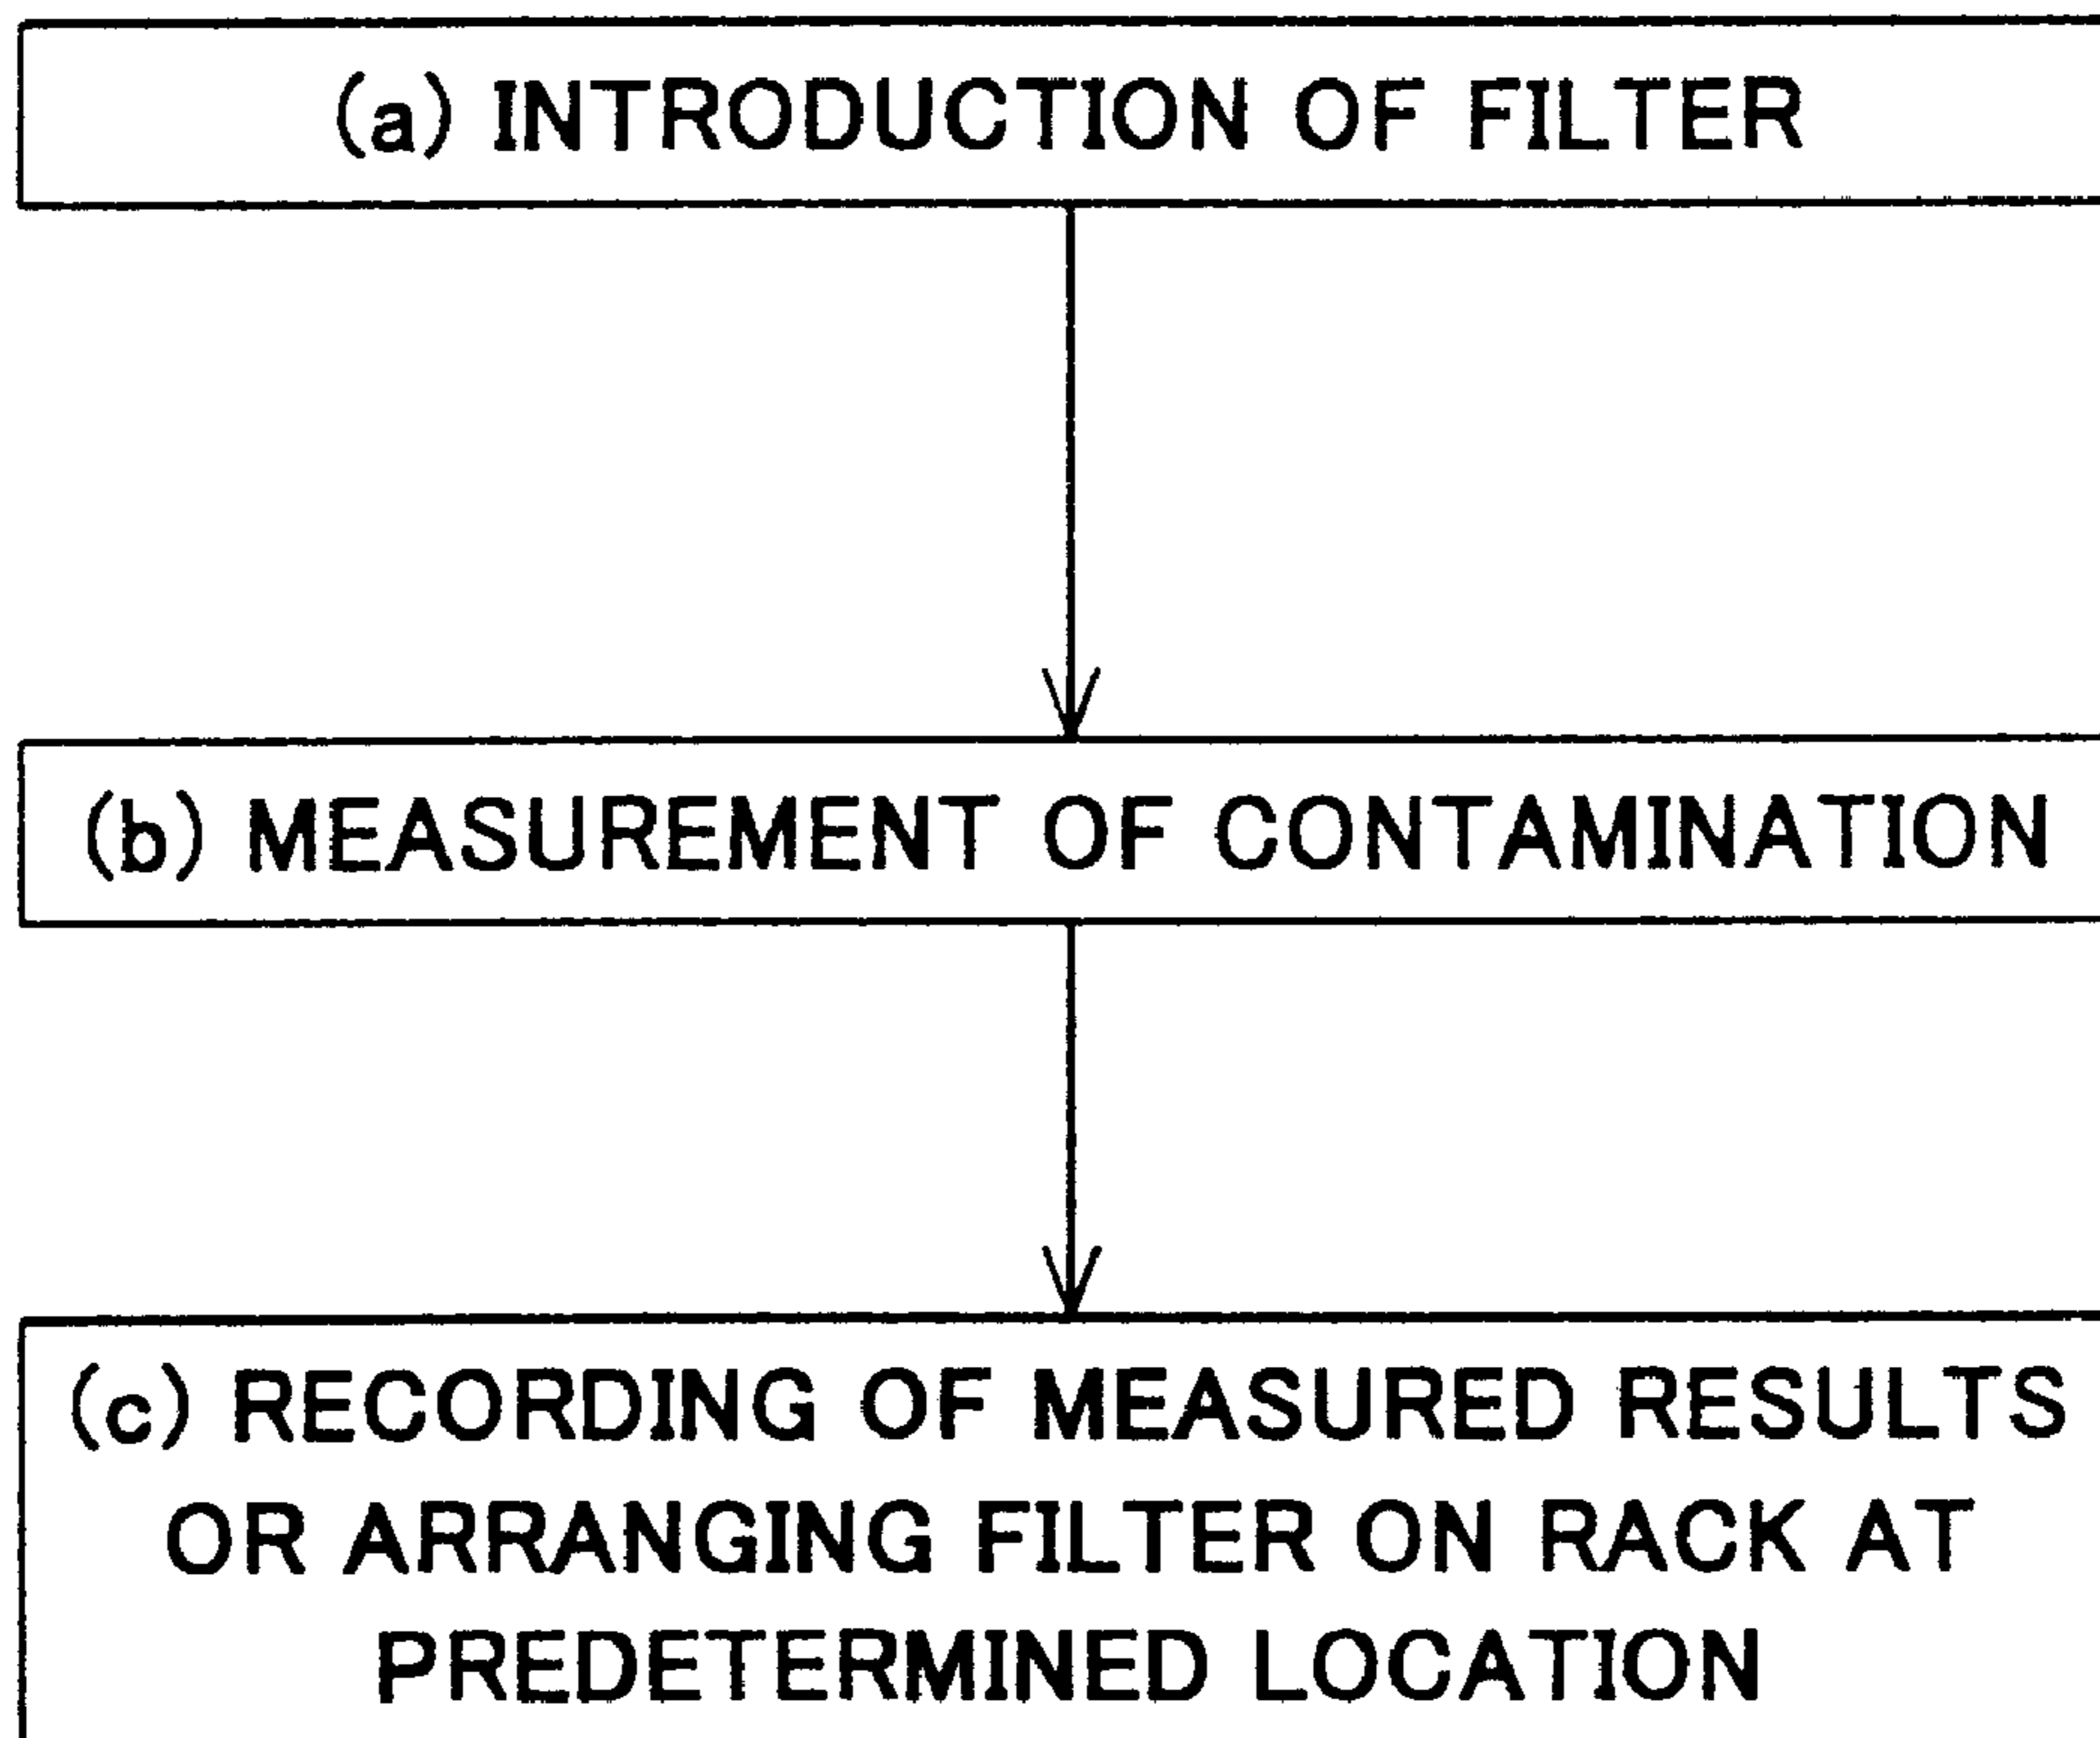 (a) INTRODUCTION OF FILTER
(b) MEASUREMENT OF CONTAMINATION
(c) RECORDING OF MEASURED RESULTS
OR ARRANGING FILTER ON RACK AT
PREDETERMINED LOCATION